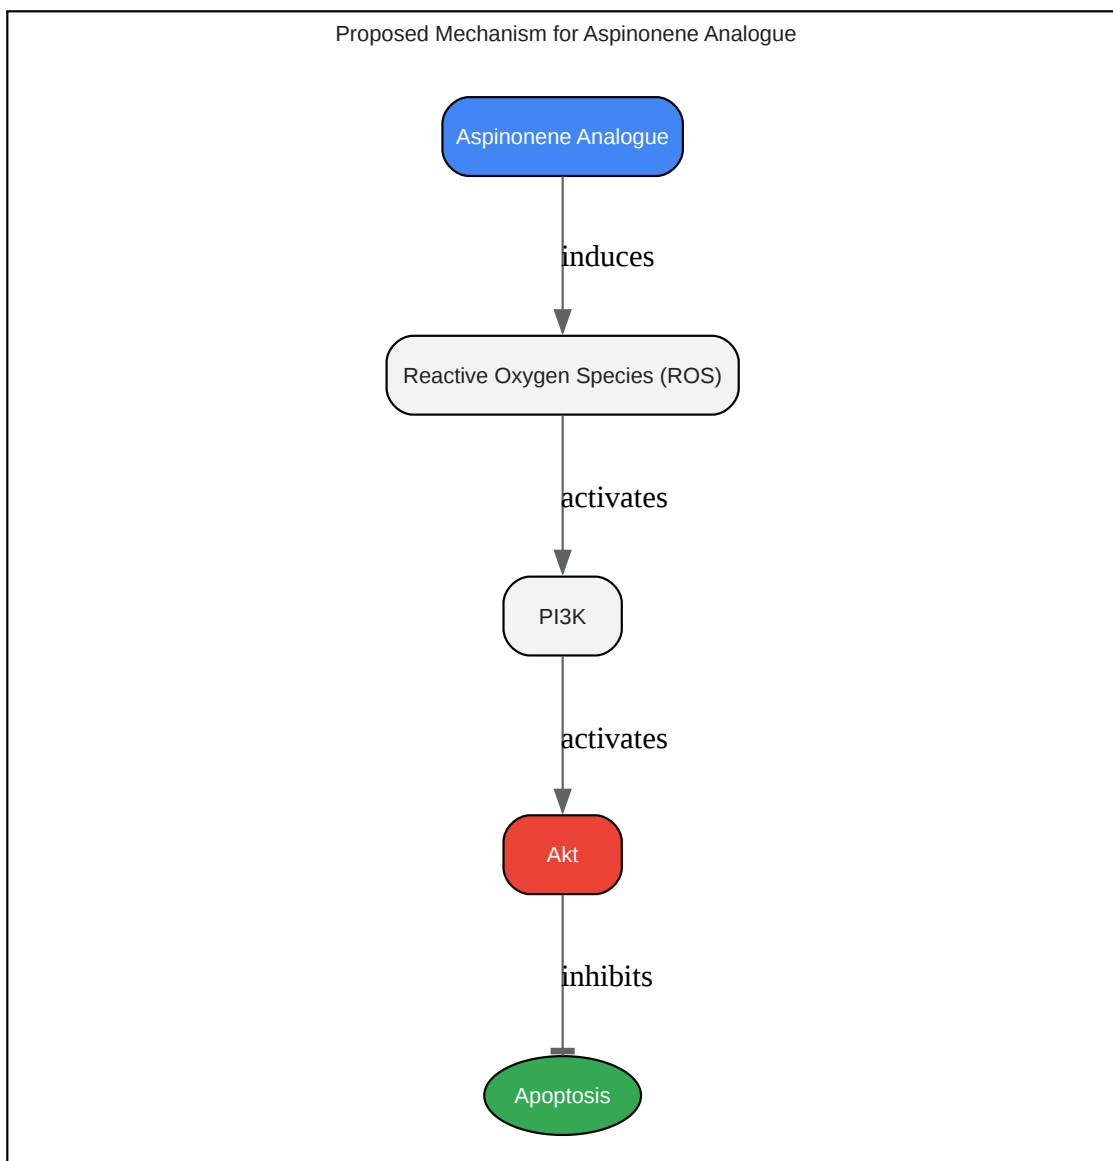 Proposed Mechanism for Aspinonene Analogue
Aspinonene Analogue
induces
Reactive Oxygen Species (ROS)
activates
PI3K
activates
Akt
inhibits
Apoptosis